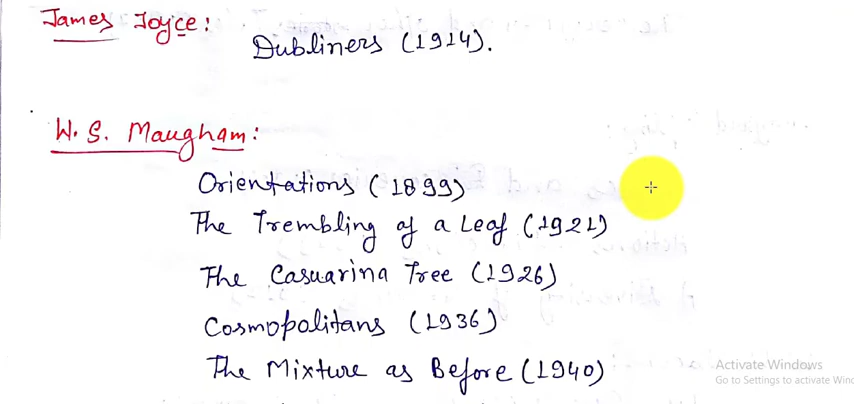 James Joyce:
Dubliners (1914).
W. S. Maugham:
Orientations (1899)
The Trembling of a Leaf (1921)
The Casuarina Tree (1926)
Cosmopolitans (1936)
The Mixture as Before (1940)
Activate Windows
Go to Settings to activate Wind